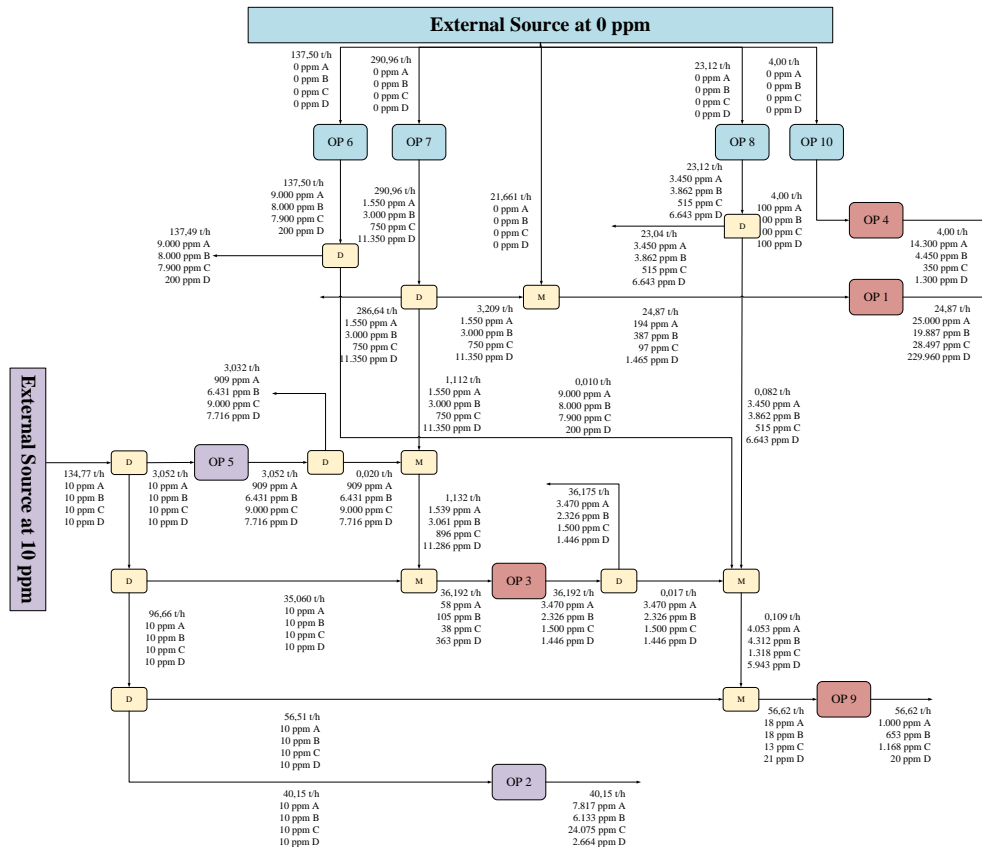 External Source at 0 ppm
137,50 t/h
0 ppm A
0 ppm B
0 ppm C
0 ppm D
290,96 t/h
0 ppm A
0 ppm B
0 ppm C
0 ppm D
23,12 t/h
0 ppm A
0 ppm B
0 ppm C
0 ppm D
4,00 t/h
0 ppm A
0 ppm B
0 ppm C
0 ppm D
OP 6
OP 7
OP 8
OP 10
137,50 t/h
9.000 ppm A
8.000 ppm B
7.900 ppm C
200 ppm D
290,96 t/h
1.550 ppm A
3.000 ppm B
750 ppm C
11.350 ppm D
21,661 t/h
0 ppm A
0 ppm B
0 ppm C
0 ppm D
23,12 t/h
3.450 ppm A
3.862 ppm B
515 ppm C
6.643 ppm D
4,00 t/h
100 ppm A
00 ppm B
00 ppm C
100 ppm D
OP 4
4,00 t/h
14.300 ppm A
4.450 ppm B
350 ppm C
1.300 ppm D
137,49 t/h
9.000 ppm A
8.000 ppm B
7.900 ppm C
200 ppm D
D
D
23,04 t/h
3.450 ppm A
3.862 ppm B
515 ppm C
6.643 ppm D
D
M
OP 1
286,64 t/h
1.550 ppm A
3.000 ppm B
750 ppm C
11.350 ppm D
3,209 t/h
1.550 ppm A
3.000 ppm B
750 ppm C
11.350 ppm D
24,87 t/h
194 ppm A
387 ppm B
97 ppm C
1.465 ppm D
24,87 t/h
25.000 ppm A
19.887 ppm B
28.497 ppm C
229.960 ppm D
External Source at 10 ppm
3,032 t/h
909 ppm A
6.431 ppm B
9.000 ppm C
7.716 ppm D
1,112 t/h
1.550 ppm A
3.000 ppm B
750 ppm C
11.350 ppm D
0,010 t/h
9.000 ppm A
8.000 ppm B
7.900 ppm C
200 ppm D
0,082 t/h
3.450 ppm A
3.862 ppm B
515 ppm C
6.643 ppm D
D
OP 5
D
M
134,77 t/h
10 ppm A
10 ppm B
10 ppm C
10 ppm D
3,052 t/h
10 ppm A
10 ppm B
10 ppm C
10 ppm D
3,052 t/h
909 ppm A
6.431 ppm B
9.000 ppm C
7.716 ppm D
0,020 t/h
909 ppm A
6.431 ppm B
9.000 ppm C
7.716 ppm D
1,132 t/h
1.539 ppm A
3.061 ppm B
896 ppm C
11.286 ppm D
36,175 t/h
3.470 ppm A
2.326 ppm B
1.500 ppm C
1.446 ppm D
D
M
OP 3
D
M
96,66 t/h
10 ppm A
10 ppm B
10 ppm C
10 ppm D
35,060 t/h
10 ppm A
10 ppm B
10 ppm C
10 ppm D
36,192 t/h
58 ppm A
105 ppm B
38 ppm C
363 ppm D
36,192 t/h
3.470 ppm A
2.326 ppm B
1.500 ppm C
1.446 ppm D
0,017 t/h
3.470 ppm A
2.326 ppm B
1.500 ppm C
1.446 ppm D
0,109 t/h
4.053 ppm A
4.312 ppm B
1.318 ppm C
5.943 ppm D
D
M
OP 9
56,51 t/h
10 ppm A
10 ppm B
10 ppm C
10 ppm D
56,62 t/h
18 ppm A
18 ppm B
13 ppm C
21 ppm D
56,62 t/h
1.000 ppm A
653 ppm B
1.168 ppm C
20 ppm D
OP 2
40,15 t/h
10 ppm A
10 ppm B
10 ppm C
10 ppm D
40,15 t/h
7.817 ppm A
6.133 ppm B
24.075 ppm C
2.664 ppm D